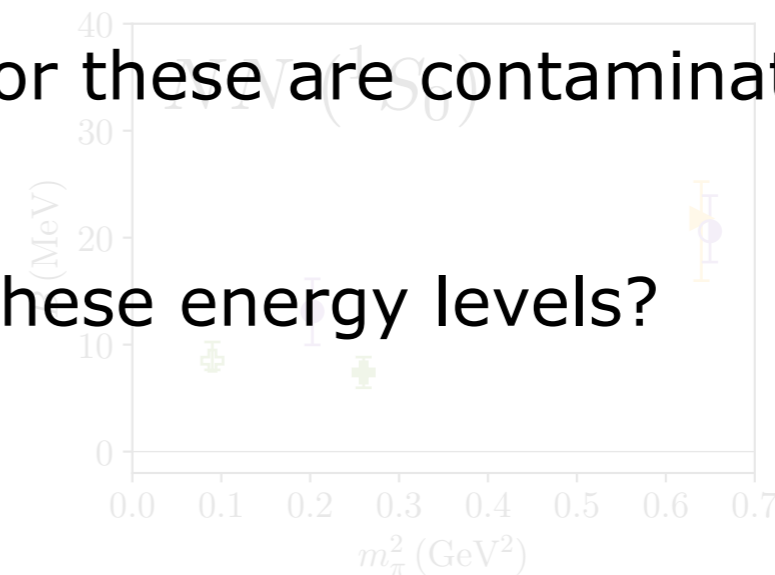 40
or these are contaminat
NN (¹S₀)
30
20
(MeV)
hese energy levels?
10
0
0.0 0.1 0.2 0.3 0.4 0.5 0.6 0.7
m²π (GeV²)